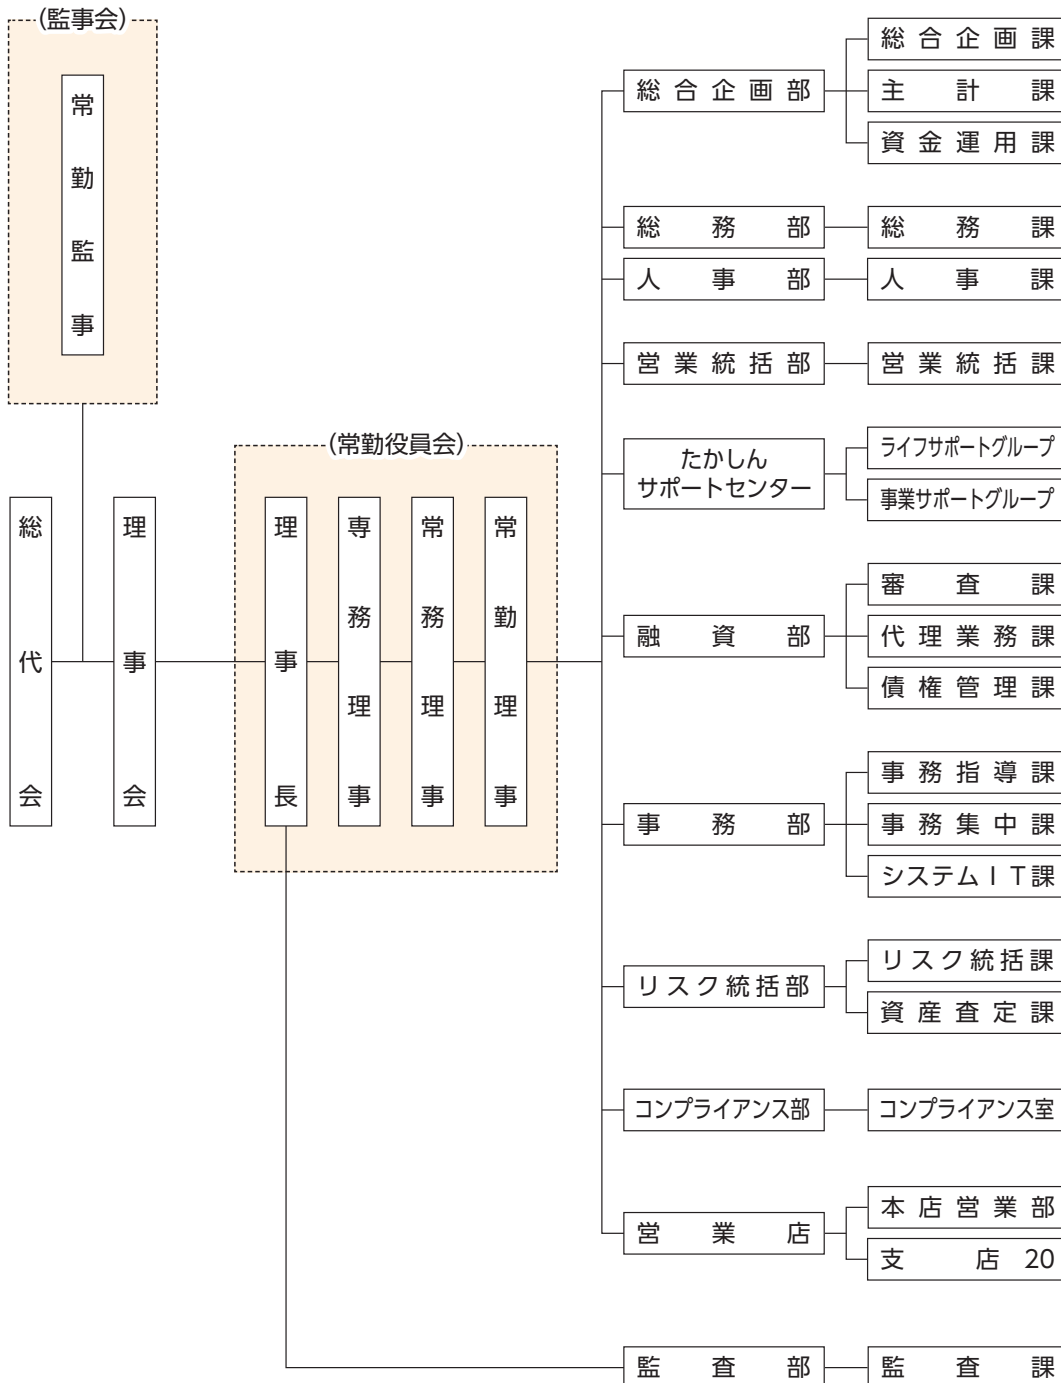 (監事会)
常勤監事
総代会
理事会
(常勤役員会)
理事長
専務理事
常務理事
常勤理事
総合企画部
総合企画課
主計課
資金運用課
総務部
総務課
人事部
人事課
営業統括部
営業統括課
たかしん
サポートセンター
ライフサポートグループ
事業サポートグループ
融資部
審査課
代理業務課
債権管理課
事務部
事務指導課
事務集中課
システムIT課
リスク統括部
リスク統括課
資産査定課
コンプライアンス部
コンプライアンス室
営業店
本店営業部
支店 20
監査部
監査課